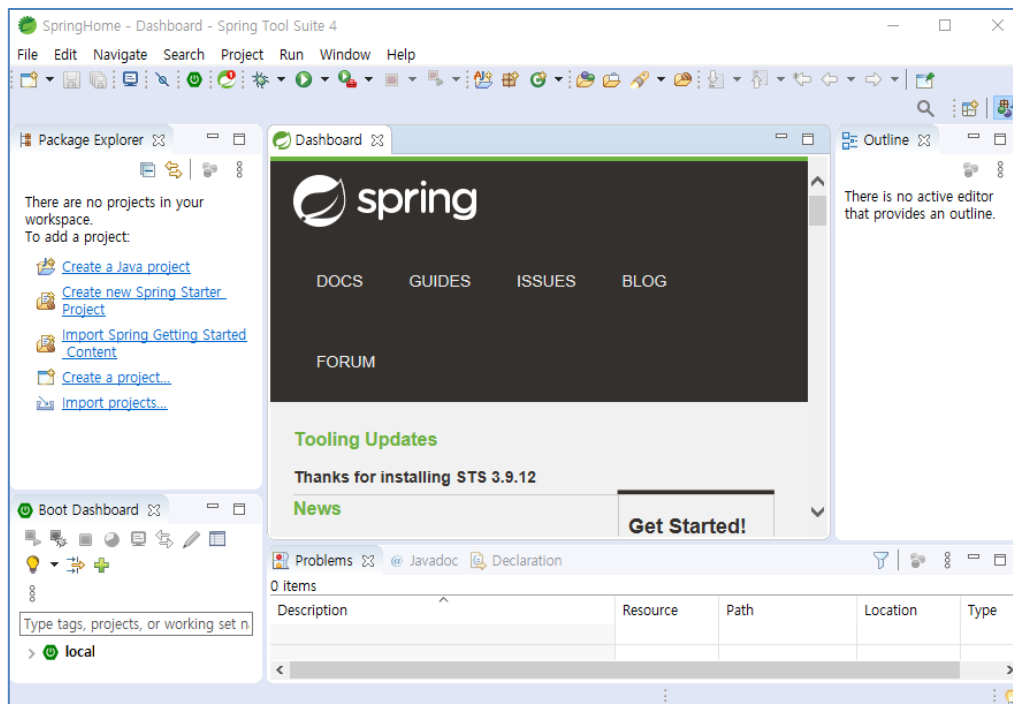 SpringHome - Dashboard - Spring Tool Suite 4
File Edit Navigate Search Project Run Window Help
Package Explorer
There are no projects in your
workspace.
To add a project:
Create a Java project
Create new Spring Starter
Project
Import Spring Getting Started
Content
Create a project...
Import projects...
Boot Dashboard
Type tags, projects, or working set n
local
Dashboard
spring
DOCS GUIDES ISSUES BLOG
FORUM
Tooling Updates
Thanks for installing STS 3.9.12
News
Get Started!
Outline
There is no active editor
that provides an outline.
Problems @ Javadoc Declaration
0 items
Description Resource Path Location Type